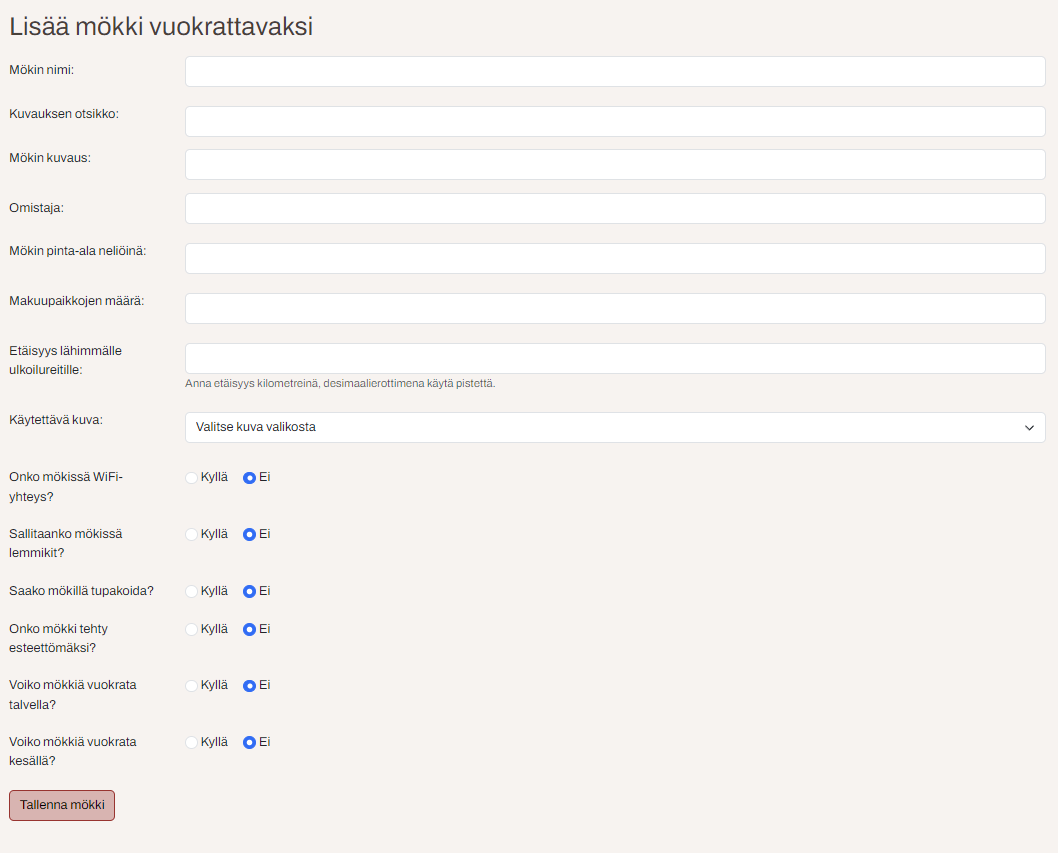 Lisää mökki vuokrattavaksi
Mökin nimi:
Kuvauksen otsikko:
Mökin kuvaus:
Omistaja:
Mökin pinta-ala neliöinä:
Makuupaikkojen määrä:
Etäisyys lähimmälle
ulkoilureitille:
Anna etäisyys kilometreinä, desimaalierottimena käytä pistettä.
Käytettävä kuva:
Valitse kuva valikosta
Onko mökissä WiFi-
yhteys?
Kyllä Ei
Sallitaanko mökissä
lemmikit?
Kyllä Ei
Saako mökillä tupakoida?
Kyllä Ei
Onko mökki tehty
esteettömäksi?
Kyllä Ei
Voiko mökkiä vuokrata
talvella?
Kyllä Ei
Voiko mökkiä vuokrata
kesällä?
Kyllä Ei
Tallenna mökki